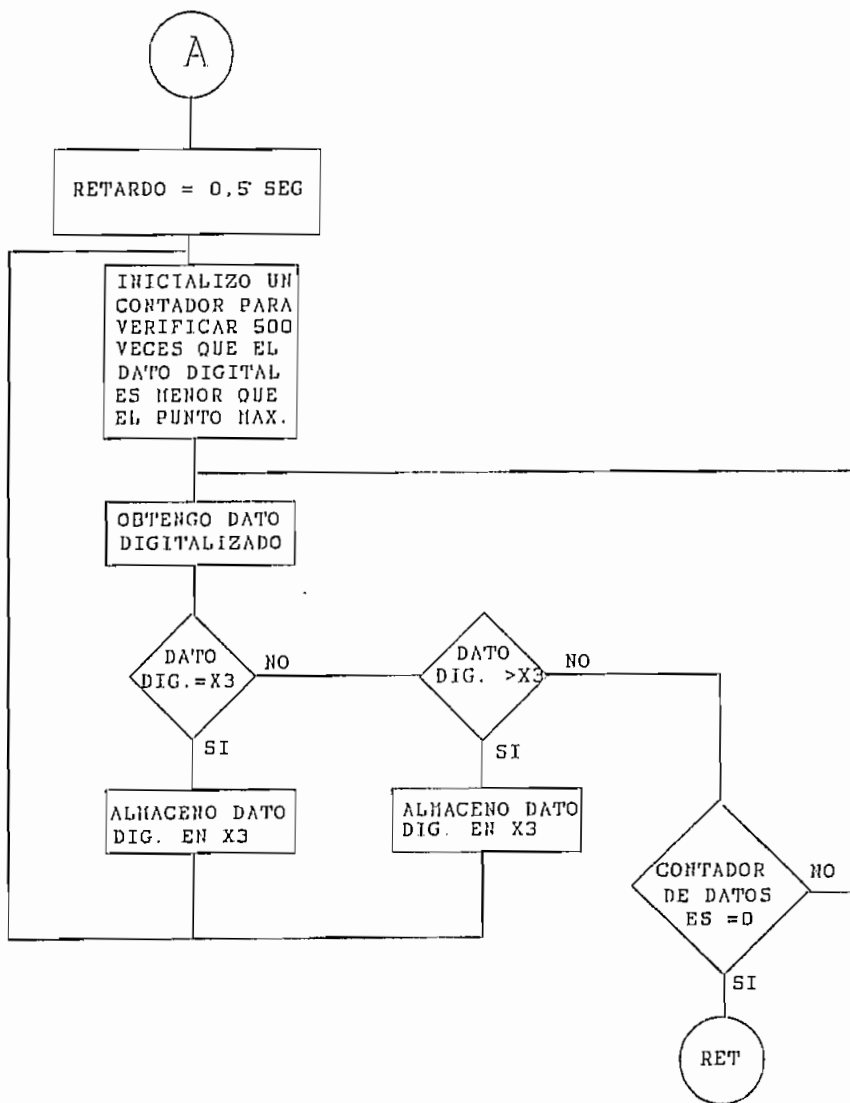 A
RETARDO = 0,5 SEG
INICIALIZO UN
CONTADOR PARA
VERIFICAR 500
VECES QUE EL
DATO DIGITAL
ES MENOR QUE
EL PUNTO MAX.
OBTENGO DATO
DIGITALIZADO
DATO
DIG.=X3
NO
SI
DATO
DIG. >X3
NO
SI
ALMACENO DATO
DIG. EN X3
ALMACENO DATO
DIG. EN X3
CONTADOR
DE DATOS
ES =0
NO
SI
RET